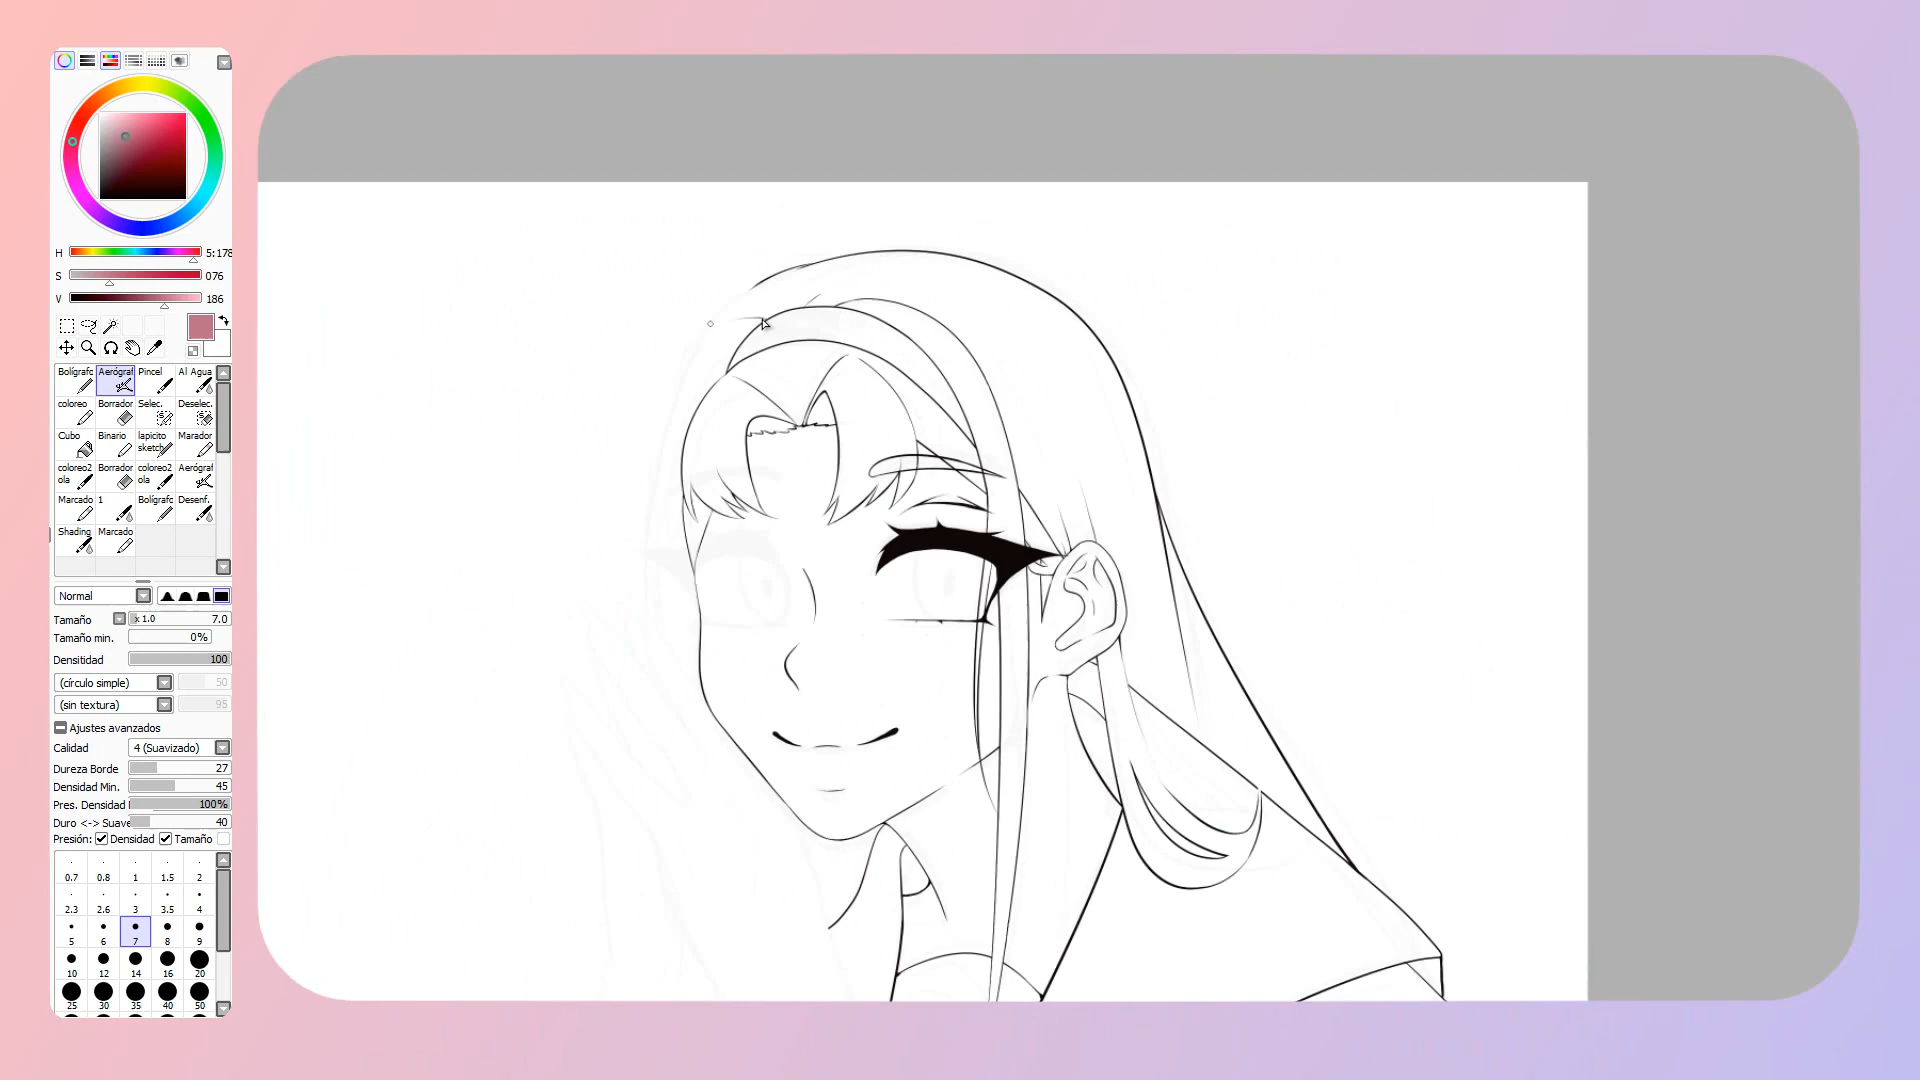 H 5:178
S 076
V 186
Bolígrafo Aerógraf Pincel Al Agua
coloreo Borrador Selec. Deselec.
Cubo Binario lapicito sketch Marador
coloreo2 ola Borrador coloreo2 ola Aerógraf
Marcado 1 Bolígrafo Desenf.
Shading Marcado
Normal
Tamaño x 1.0 7.0
Tamaño min. 0%
Densitidad 100
(círculo simple) 50
(sin textura) 95
Ajustes avanzados
Calidad 4 (Suavizado)
Dureza Borde 27
Densidad Min. 45
Pres. Densidad 100%
Duro <-> Suave 40
Presión: Densidad Tamaño
0.7 0.8 1 1.5 2
2.3 2.6 3 3.5 4
5 6 7 8 9
10 12 14 16 20
25 30 35 40 50